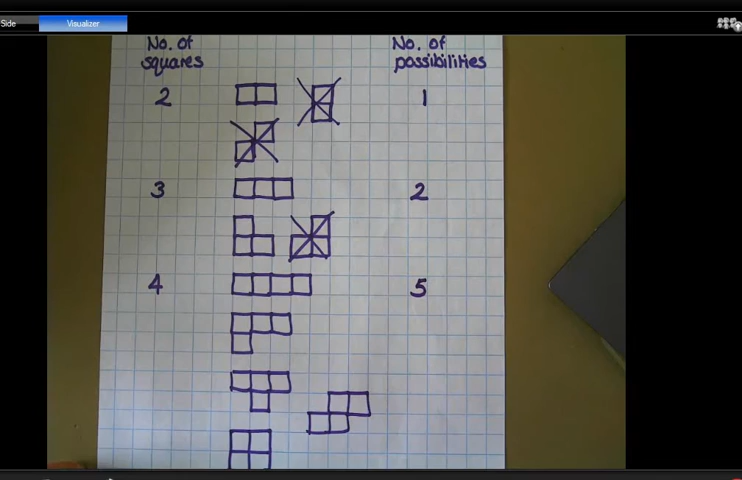 Side
Visualizer
No. of
squares
No. of
possibilities
2
1
3
2
4
5